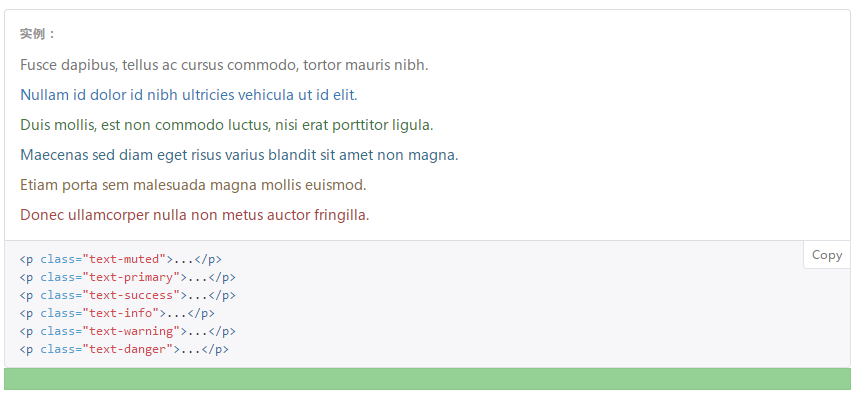 实例：
Fusce dapibus, tellus ac cursus commodo, tortor mauris nibh.
Nullam id dolor id nibh ultricies vehicula ut id elit.
Duis mollis, est non commodo luctus, nisi erat porttitor ligula.
Maecenas sed diam eget risus varius blandit sit amet non magna.
Etiam porta sem malesuada magna mollis euismod.
Donec ullamcorper nulla non metus auctor fringilla.
Copy
<p class="text-muted">...</p>
<p class="text-primary">...</p>
<p class="text-success">...</p>
<p class="text-info">...</p>
<p class="text-warning">...</p>
<p class="text-danger">...</p>